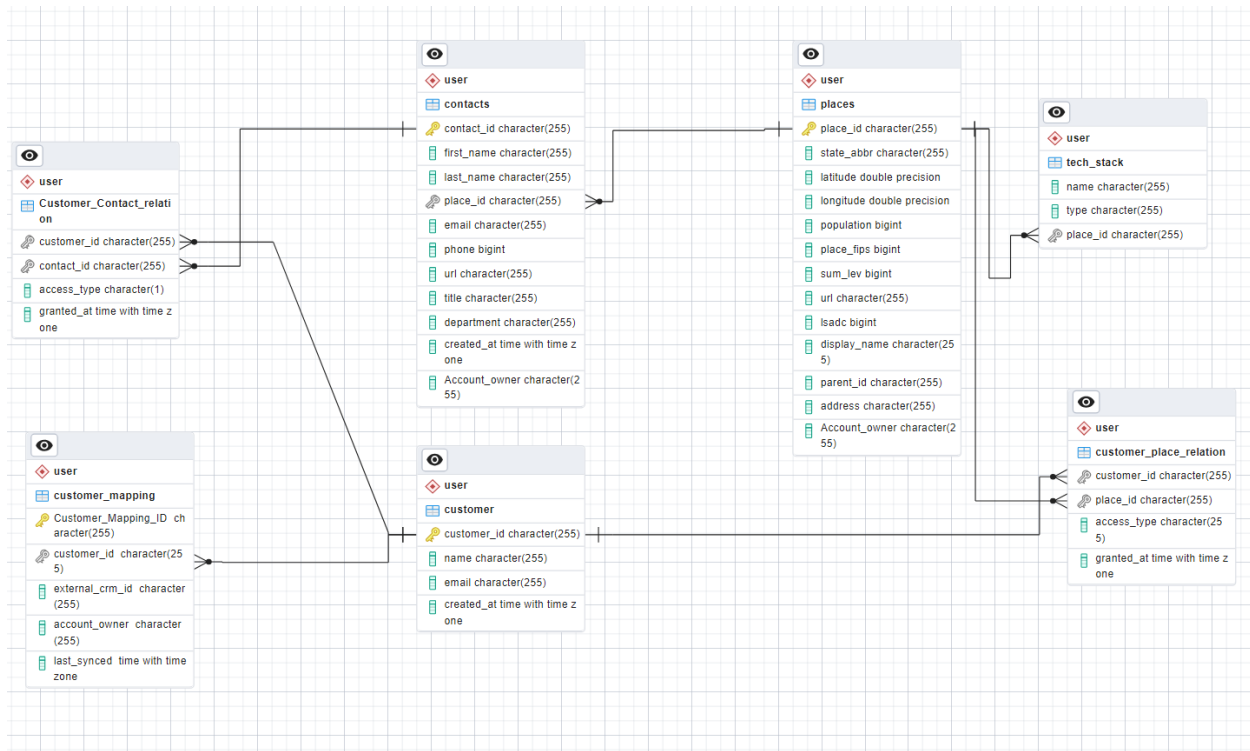 user
Customer_Contact_relati
on
customer_id character(255)
contact_id character(255)
access_type character(1)
granted_at time with time z
one
user
customer_mapping
Customer_Mapping_ID ch
aracter(255)
customer_id character(25
5)
external_crm_id character
(255)
account_owner character
(255)
last_synced time with time
zone
user
contacts
contact_id character(255)
first_name character(255)
last_name character(255)
place_id character(255)
email character(255)
phone bigint
url character(255)
title character(255)
department character(255)
created_at time with time z
one
Account_owner character(2
55)
user
customer
customer_id character(255)
name character(255)
email character(255)
created_at time with time z
one
user
places
place_id character(255)
state_abbr character(255)
latitude double precision
longitude double precision
population bigint
place_fips bigint
sum_lev bigint
url character(255)
lsadc bigint
display_name character(25
5)
parent_id character(255)
address character(255)
Account_owner character(2
55)
user
tech_stack
name character(255)
type character(255)
place_id character(255)
user
customer_place_relation
customer_id character(255)
place_id character(255)
access_type character(25
5)
granted_at time with time z
one